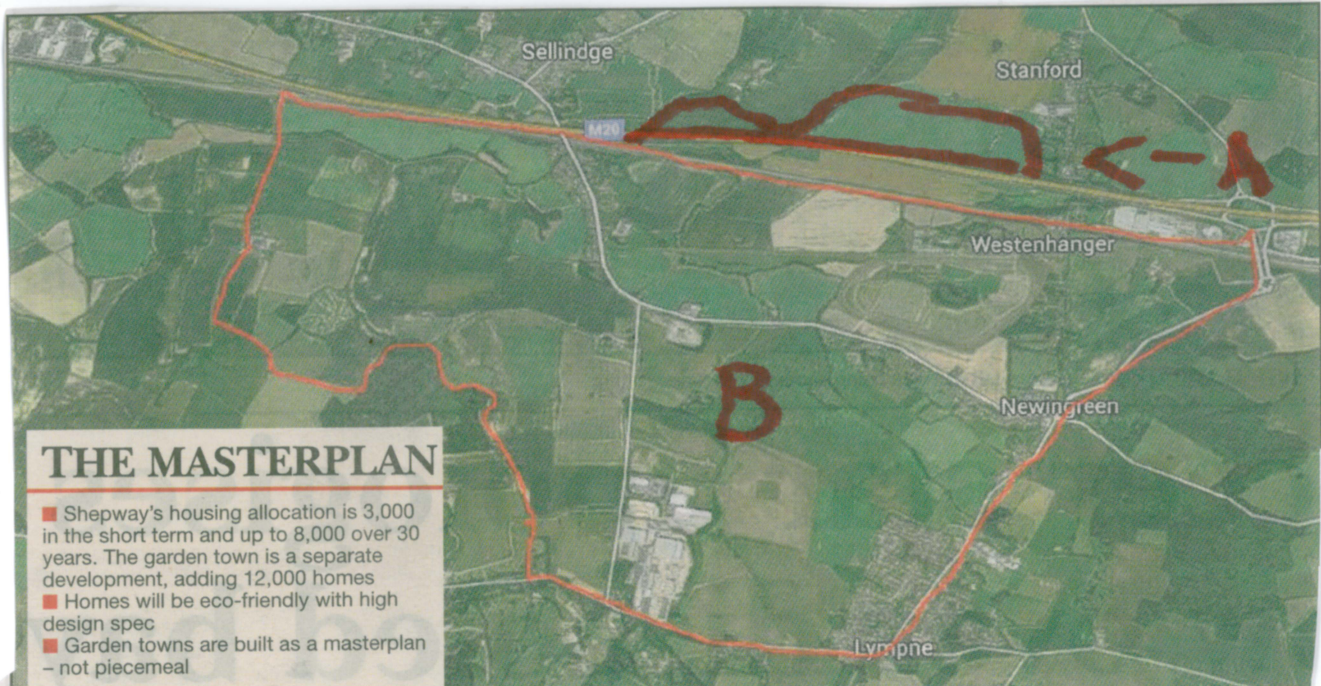 Sellindge
Stanford
M20
<- A
Westenhanger
B
Newingreen
THE MASTERPLAN
■ Shepway's housing allocation is 3,000
in the short term and up to 8,000 over 30
years. The garden town is a separate
development, adding 12,000 homes
■ Homes will be eco-friendly with high
design spec
■ Garden towns are built as a masterplan
– not piecemeal
Lympne